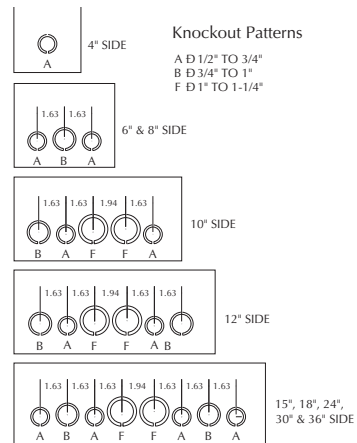 Knockout Patterns
A Ð 1/2" TO 3/4"
B Ð 3/4" TO 1"
F Ð 1" TO 1-1/4"
4" SIDE
A
1.63 1.63
6" & 8" SIDE
A B A
1.63 1.63 1.94 1.63
10" SIDE
B A F F A
1.63 1.63 1.94 1.63 1.63
12" SIDE
B A F F A B
1.63 1.63 1.63 1.94 1.63 1.63 1.63
15", 18", 24",
30" & 36" SIDE
A B A F F A B A